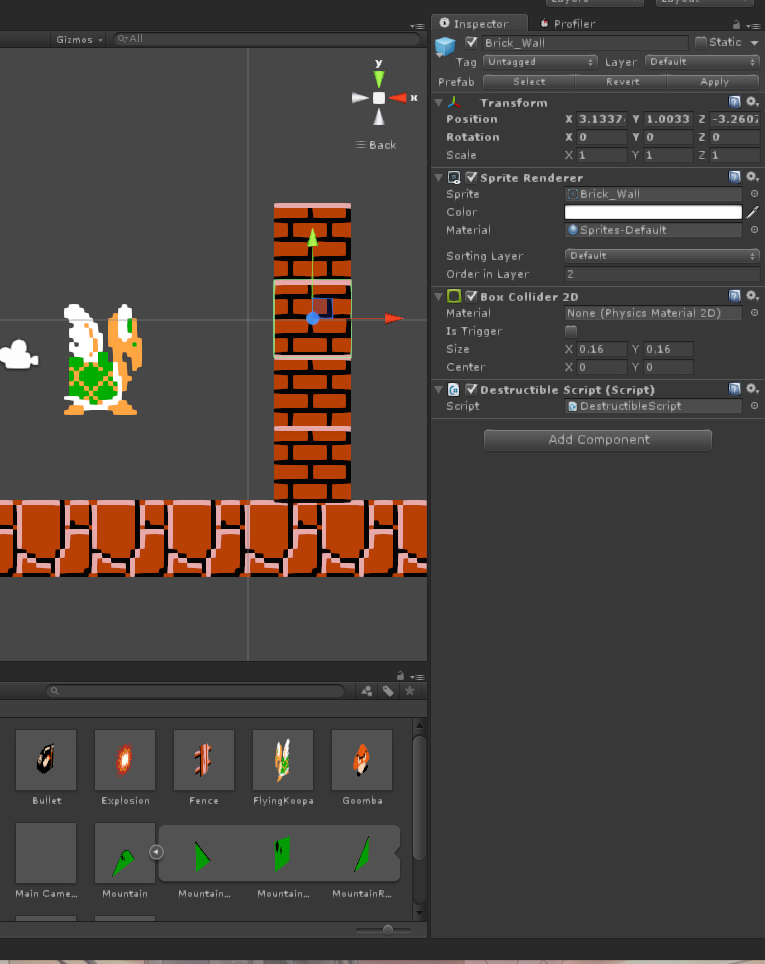 Layers
Layout
Inspector
Profiler
Gizmos
All
Brick_Wall
Static
Tag
Untagged
Layer
Default
Prefab
Select
Revert
Apply
Transform
Position
X 3.1337
Y 1.0033
Z -3.2607
Rotation
X 0
Y 0
Z 0
Scale
X 1
Y 1
Z 1
y
x
Back
Sprite Renderer
Sprite
Brick_Wall
Color
Material
Sprites-Default
Sorting Layer
Default
Order in Layer
2
Box Collider 2D
Material
None (Physics Material 2D)
Is Trigger
Size
X 0.16
Y 0.16
Center
X 0
Y 0
Destructible Script (Script)
Script
DestructibleScript
Add Component
Bullet
Explosion
Fence
FlyingKoopa
Goomba
Main Came...
Mountain
Mountain...
Mountain...
MountainR...